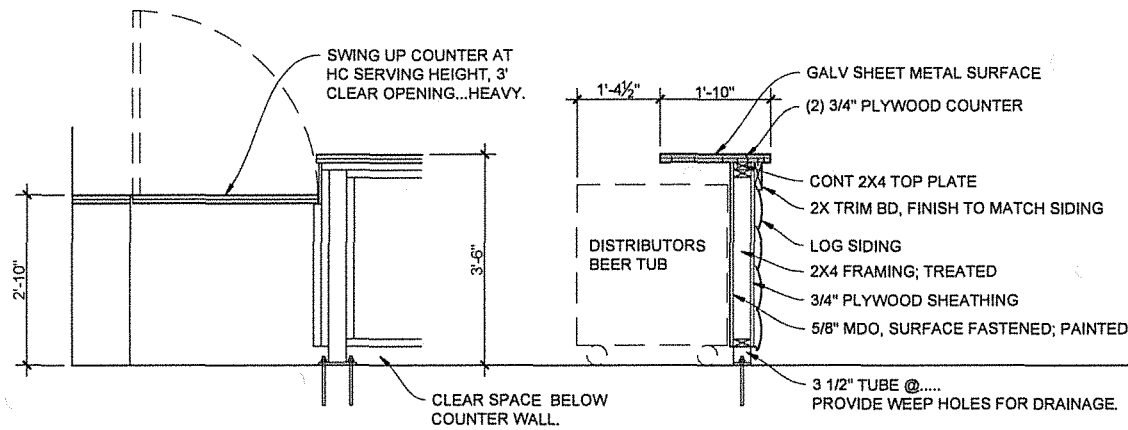 SWING UP COUNTER AT
HC SERVING HEIGHT, 3'
CLEAR OPENING...HEAVY.
2'-10"
3'-6"
CLEAR SPACE BELOW
COUNTER WALL.
1'-4½"
1'-10"
DISTRIBUTORS
BEER TUB
GALV SHEET METAL SURFACE
(2) 3/4" PLYWOOD COUNTER
CONT 2X4 TOP PLATE
2X TRIM BD, FINISH TO MATCH SIDING
LOG SIDING
2X4 FRAMING; TREATED
3/4" PLYWOOD SHEATHING
5/8" MDO, SURFACE FASTENED; PAINTED
3 1/2" TUBE @.....
PROVIDE WEEP HOLES FOR DRAINAGE.